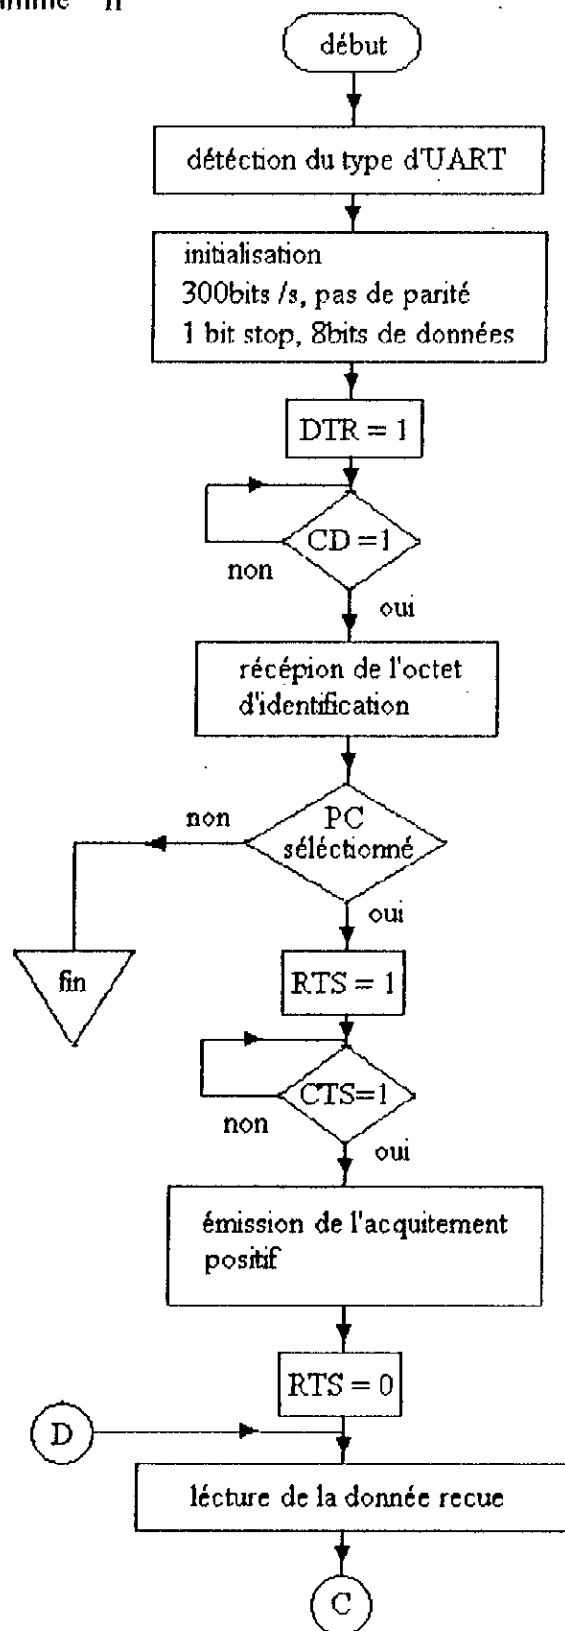 début
détéction du type d'UART
initialisation
300bits /s, pas de parité
1 bit stop, 8bits de données
DTR = 1
CD =1
non
oui
récépion de l'octet
d'identification
non
PC
séléctionné
oui
fin
RTS = 1
CTS=1
non
oui
émission de l'acquitement
positif
RTS = 0
D
lécture de la donnée recue
C